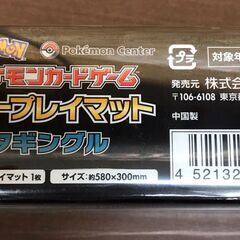 Pokémon Center
対象年
発売元 株式会
〒106-6108 東京都
中国製
モンカードゲーム
プレイマット
タギングル
イマット 1枚
サイズ：約580×300mm
4 52132